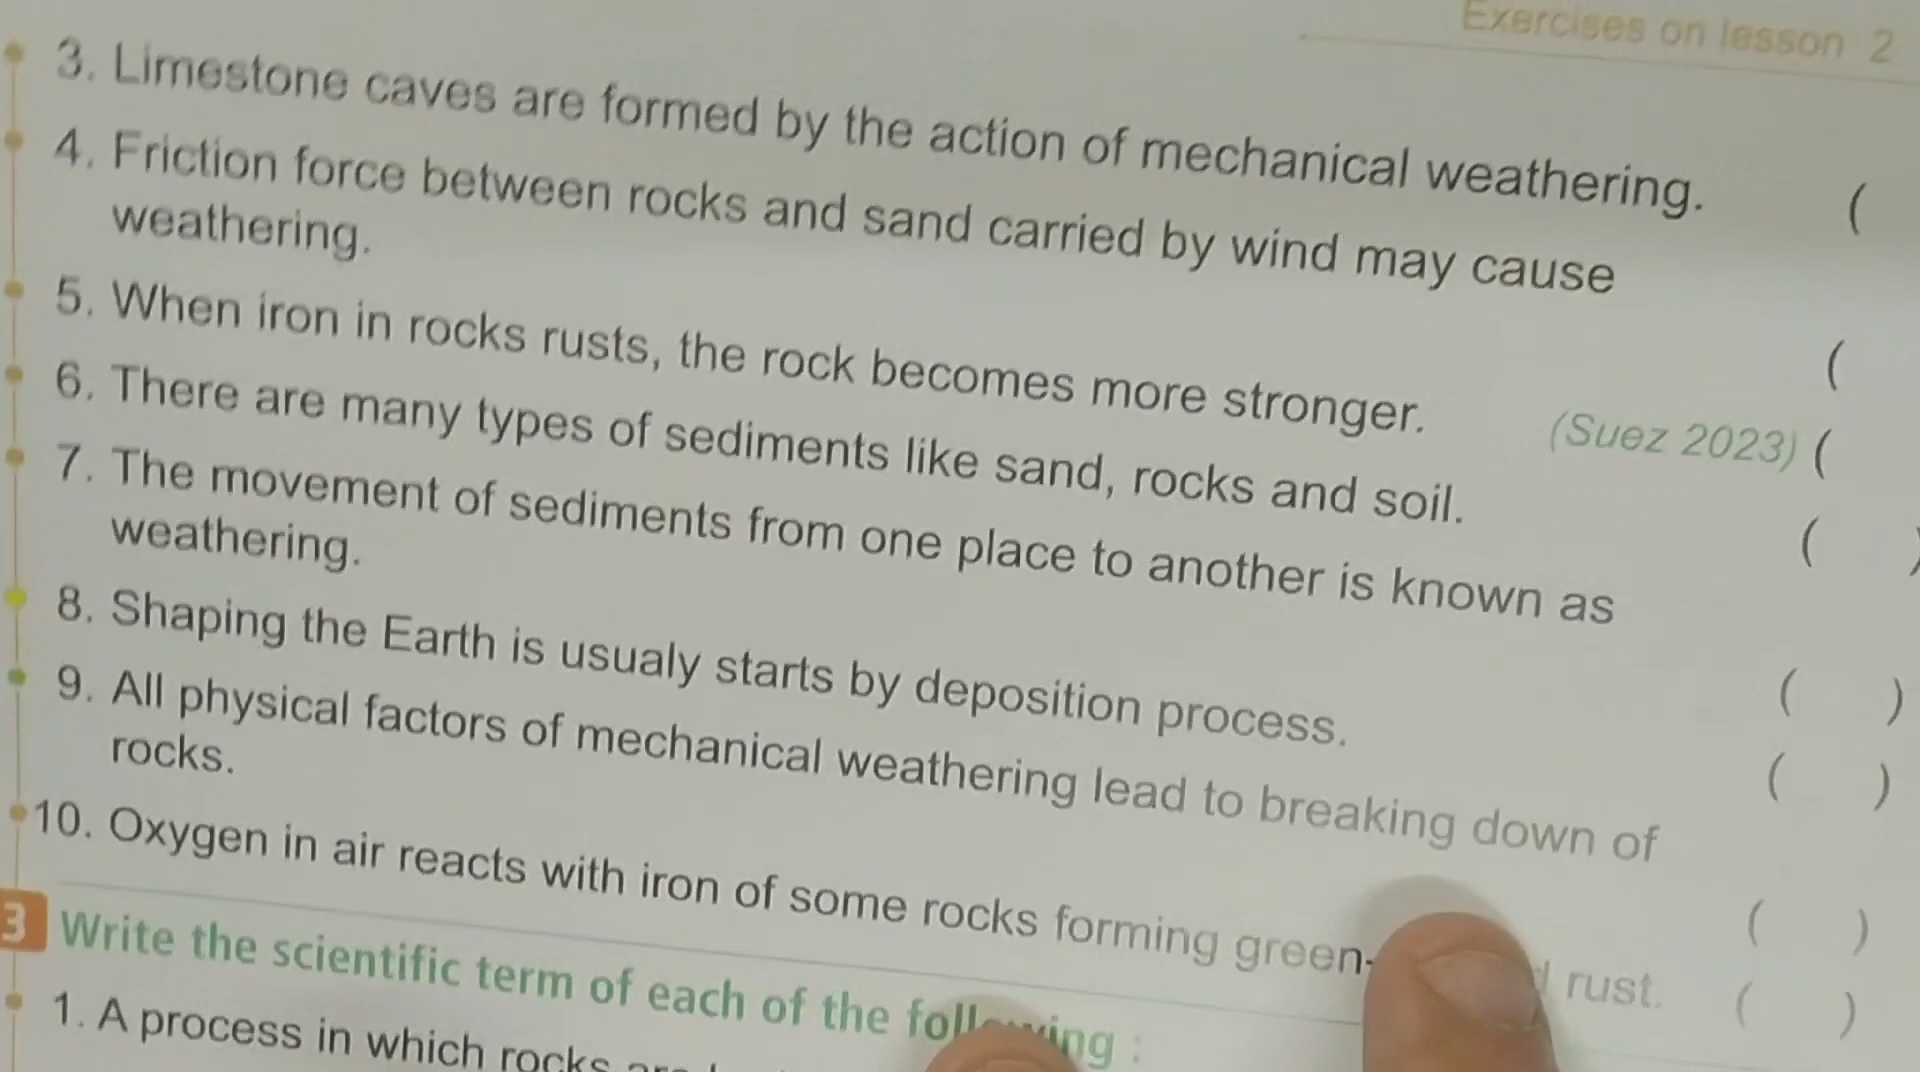 Exercises on lesson 2
3. Limestone caves are formed by the action of mechanical weathering. (
4. Friction force between rocks and sand carried by wind may cause
weathering. (
5. When iron in rocks rusts, the rock becomes more stronger. (Suez 2023) (
6. There are many types of sediments like sand, rocks and soil. ( )
7. The movement of sediments from one place to another is known as
weathering. ( )
8. Shaping the Earth is usualy starts by deposition process. ( )
9. All physical factors of mechanical weathering lead to breaking down of
rocks. ( )
10. Oxygen in air reacts with iron of some rocks forming green- rust. ( )
3 Write the scientific term of each of the following :
1. A process in which rocks